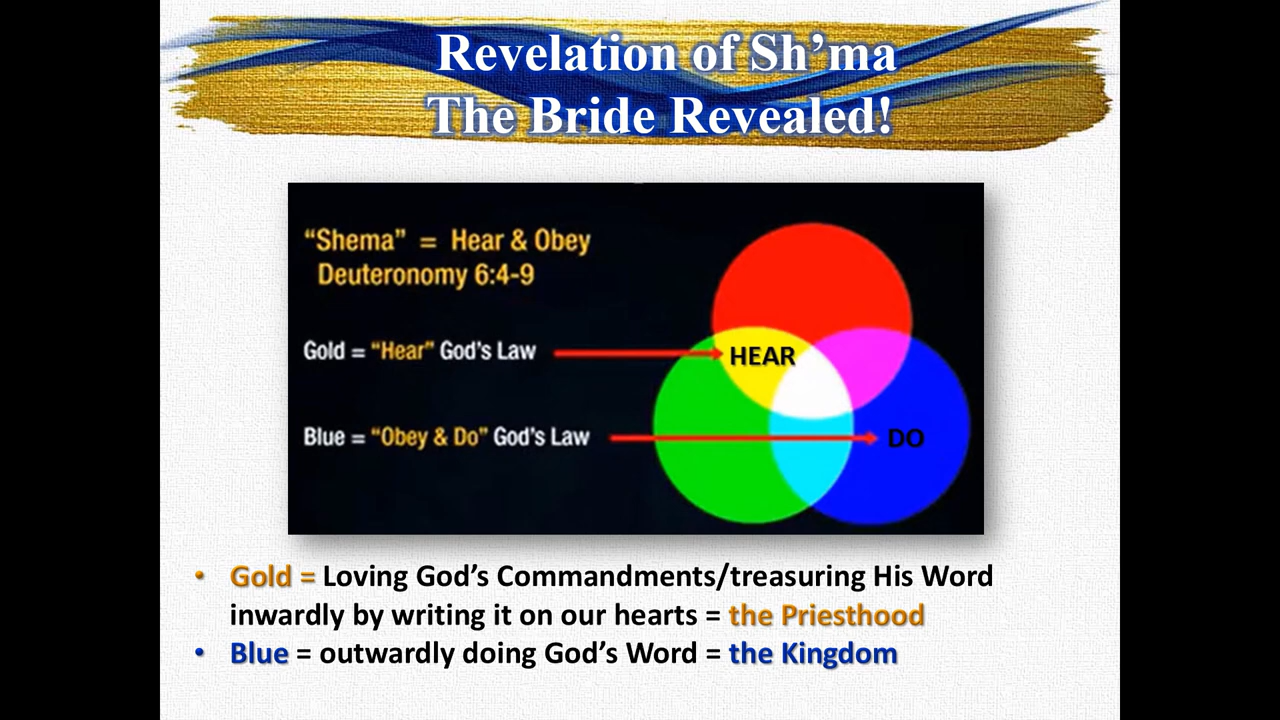 Revelation of Sh’ma
The Bride Revealed!
“Shema” = Hear & Obey
Deuteronomy 6:4-9
Gold = “Hear” God’s Law
HEAR
Blue = “Obey & Do” God’s Law
DO
• Gold = Loving God’s Commandments/treasuring His Word
inwardly by writing it on our hearts = the Priesthood
• Blue = outwardly doing God’s Word = the Kingdom